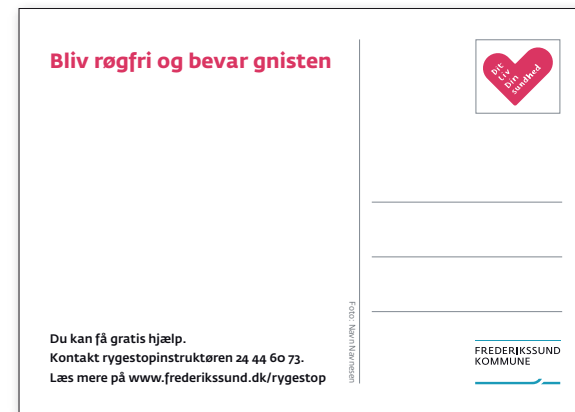 Bliv røgfri og bevar gnisten
Dit
liv
Din
sundhed
Du kan få gratis hjælp.
Kontakt rygestopinstruktøren 24 44 60 73.
Læs mere på www.frederikssund.dk/rygestop
Foto: Navn Navnesen
FREDERIKSSUND
KOMMUNE